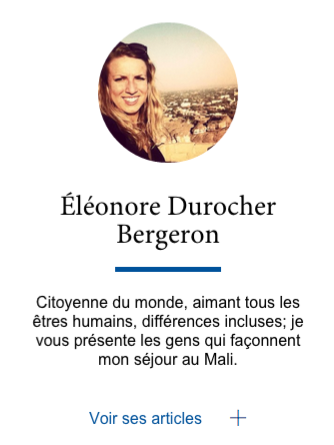 Éléonore Durocher
Bergeron
Citoyenne du monde, aimant tous les
êtres humains, différences incluses; je
vous présente les gens qui façonnent
mon séjour au Mali.
Voir ses articles +